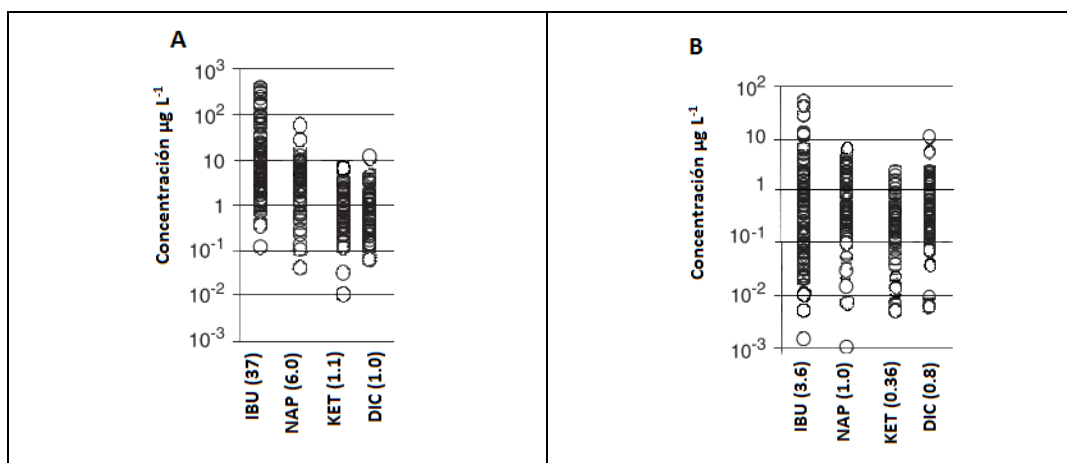 A
Concentración µg L⁻¹
10³
10²
10
1
10⁻¹
10⁻²
10⁻³
IBU (37)
NAP (6.0)
KET (1.1)
DIC (1.0)
B
Concentración µg L⁻¹
10²
10
1
10⁻¹
10⁻²
10⁻³
IBU (3.6)
NAP (1.0)
KET (0.36)
DIC (0.8)